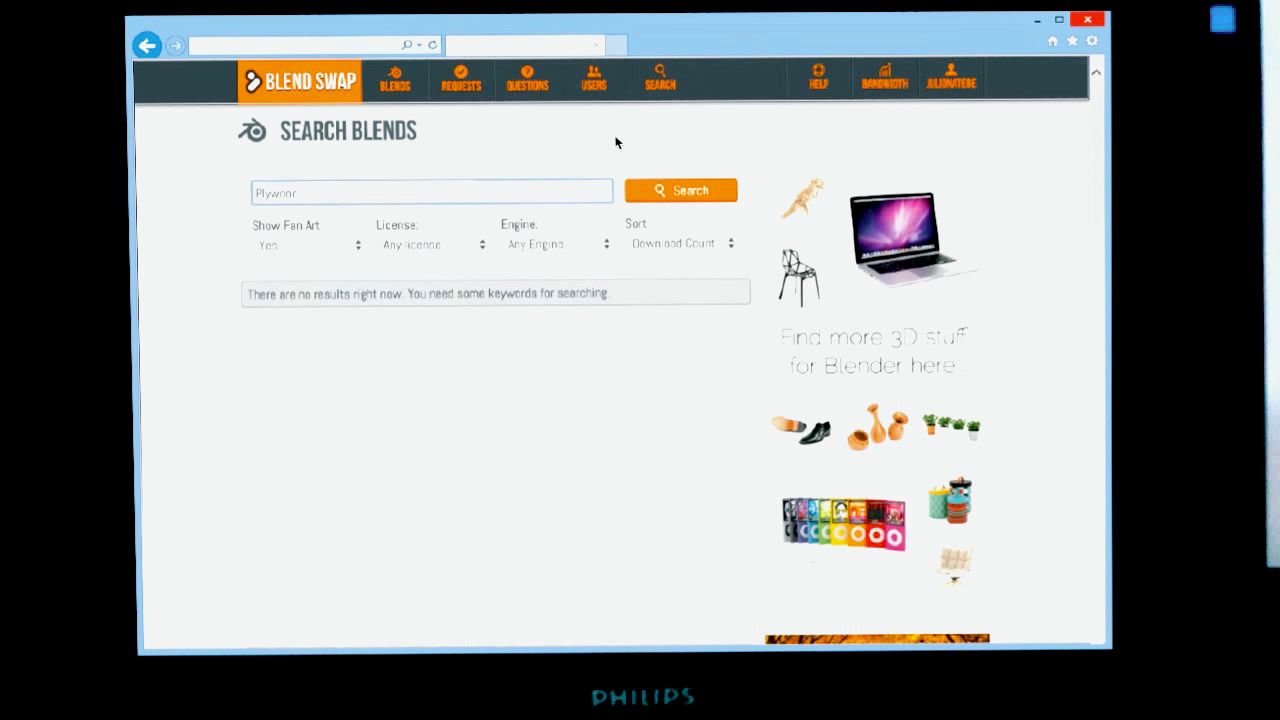 BLEND SWAP
BLENDS
REQUESTS
QUESTIONS
USERS
SEARCH
HELP
BANDWIDTH
JULIONATEBE
SEARCH BLENDS
Plywoor
Search
Show Fan Art
License:
Engine:
Sort
Yes
Any license
Any Engine
Download Count
There are no results right now. You need some keywords for searching.
Find more 3D stuff
for Blender here...
PHILIPS